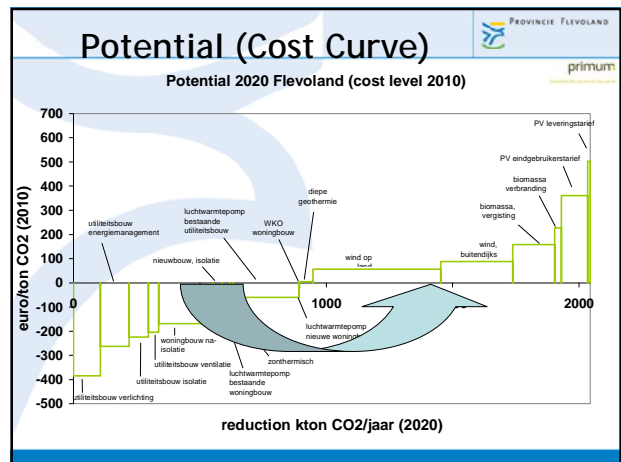 Potential (Cost Curve)
PROVINCIE FLEVOLAND
primum
Potential 2020 Flevoland (cost level 2010)
euro/ton CO2 (2010)
700
600
500
400
300
200
100
0
-100
-200
-300
-400
-500
0
1000
2000
utiliteitsbouw
energiemanagement
nieuwbouw, isolatie
luchtwarmtepomp
bestaande
utiliteitsbouw
WKO
woningbouw
diepe
geothermie
wind op
land
wind,
buitendijks
biomassa,
vergisting
biomassa
verbranding
PV eindgebruikerstarief
PV leveringstarief
utiliteitsbouw verlichting
utiliteitsbouw isolatie
utiliteitsbouw ventilatie
woningbouw na-
isolatie
luchtwarmtepomp
bestaande
woningbouw
zonthermisch
luchtwarmtepomp
nieuwe
reduction kton CO2/jaar (2020)